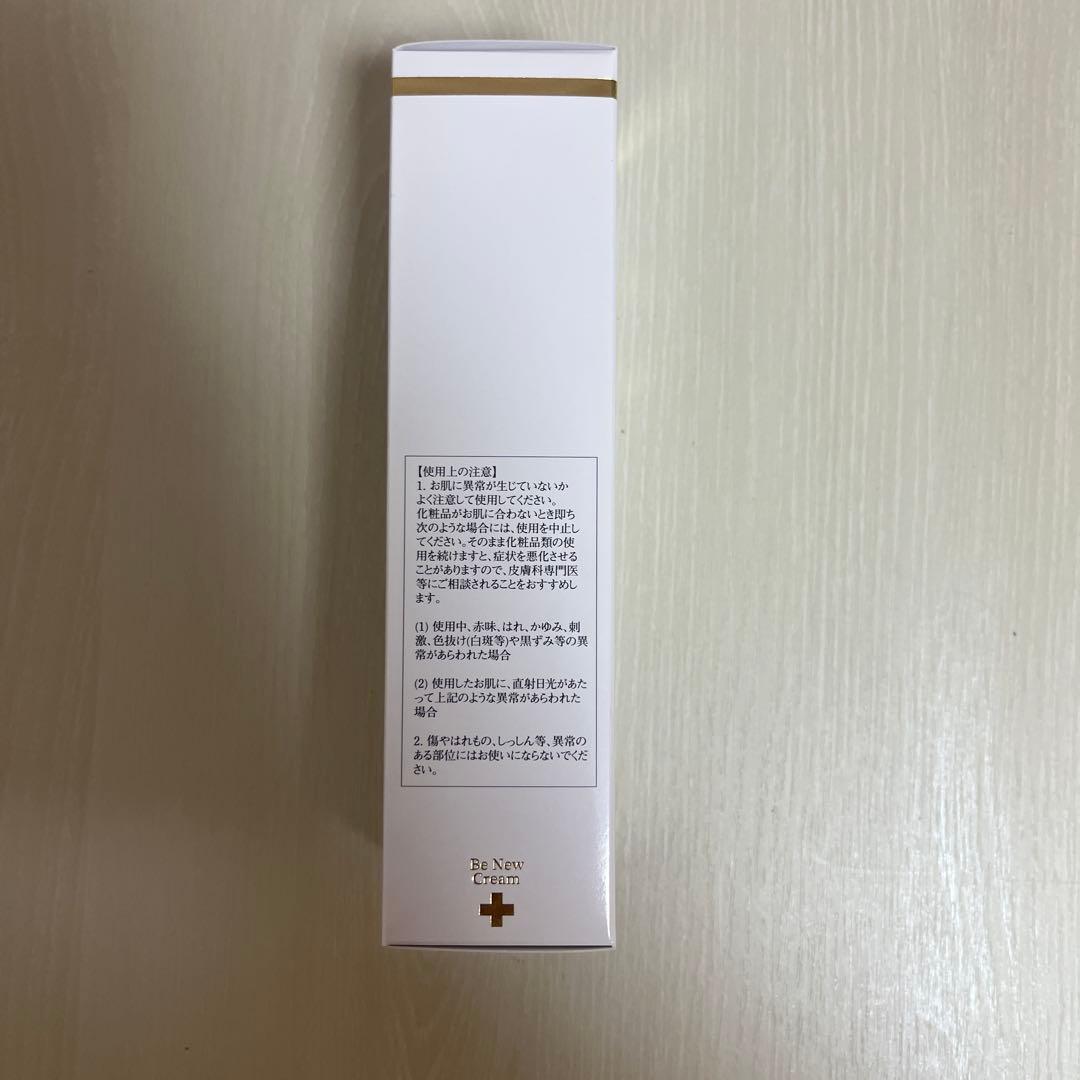 【使用上の注意】
1. お肌に異常が生じていないか
よく注意して使用してください。
化粧品がお肌に合わないとき即ち
次のような場合には、使用を中止し
てください。そのまま化粧品類の使
用を続けますと、症状を悪化させる
ことがありますので、皮膚科専門医
等にご相談されることをおすすめし
ます。
(1) 使用中、赤味、はれ、かゆみ、刺
激、色抜け(白斑等)や黒ずみ等の異
常があらわれた場合
(2) 使用したお肌に、直射日光があた
って上記のような異常があらわれた
場合
2. 傷やはれもの、しっしん等、異常の
ある部位にはお使いにならないでくだ
さい。
Be New
Cream